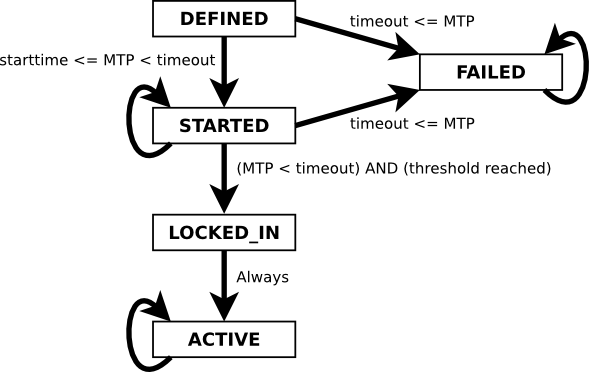 DEFINED
timeout <= MTP
starttime <= MTP < timeout
FAILED
STARTED
timeout <= MTP
(MTP < timeout) AND (threshold reached)
LOCKED_IN
Always
ACTIVE